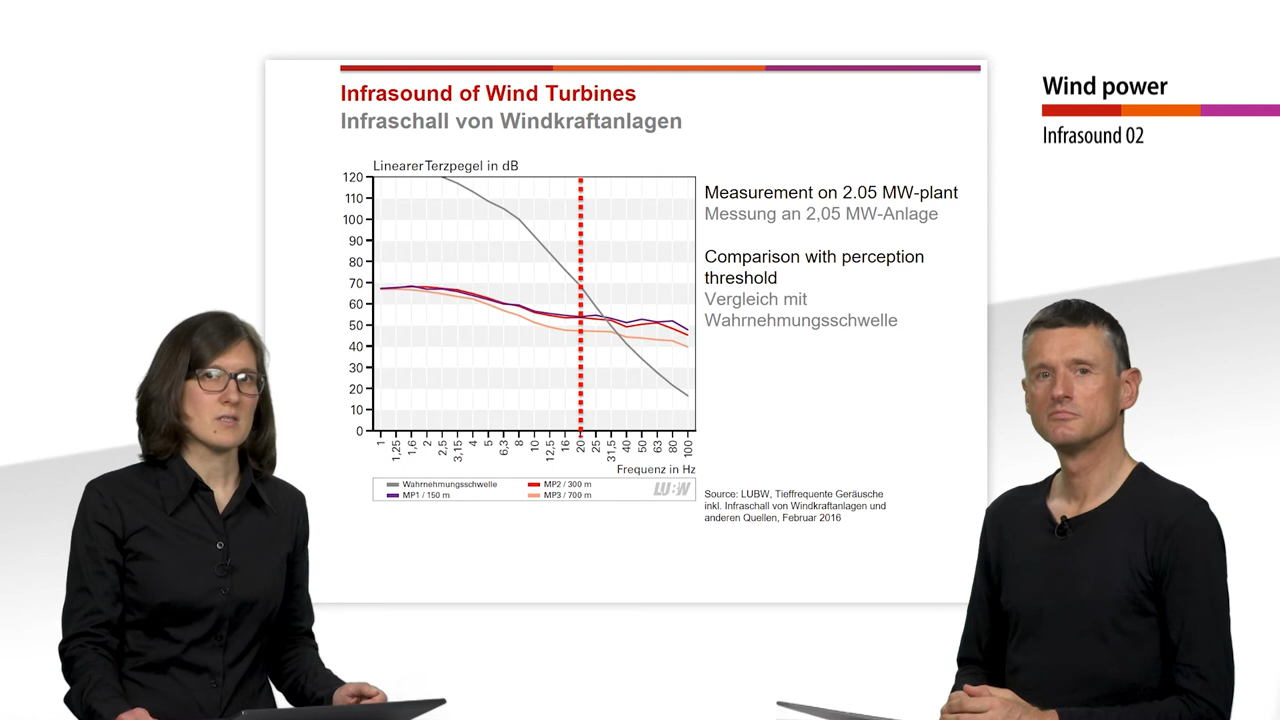 Wind power
Infrasound 02
Infrasound of Wind Turbines
Infraschall von Windkraftanlagen
Linearer Terzpegel in dB
120
110
100
90
80
70
60
50
40
30
20
10
0
1 1,25 1,6 2 2,5 3,15 4 5 6,3 8 10 12,5 16 20 25 31,5 40 50 63 80 100
Frequenz in Hz
Wahrnehmungsschwelle MP2 / 300 m
MP1 / 150 m MP3 / 700 m
LUBW
Measurement on 2.05 MW-plant
Messung an 2,05 MW-Anlage
Comparison with perception
threshold
Vergleich mit
Wahrnehmungsschwelle
Source: LUBW, Tieffrequente Geräusche
inkl. Infraschall von Windkraftanlagen und
anderen Quellen, Februar 2016